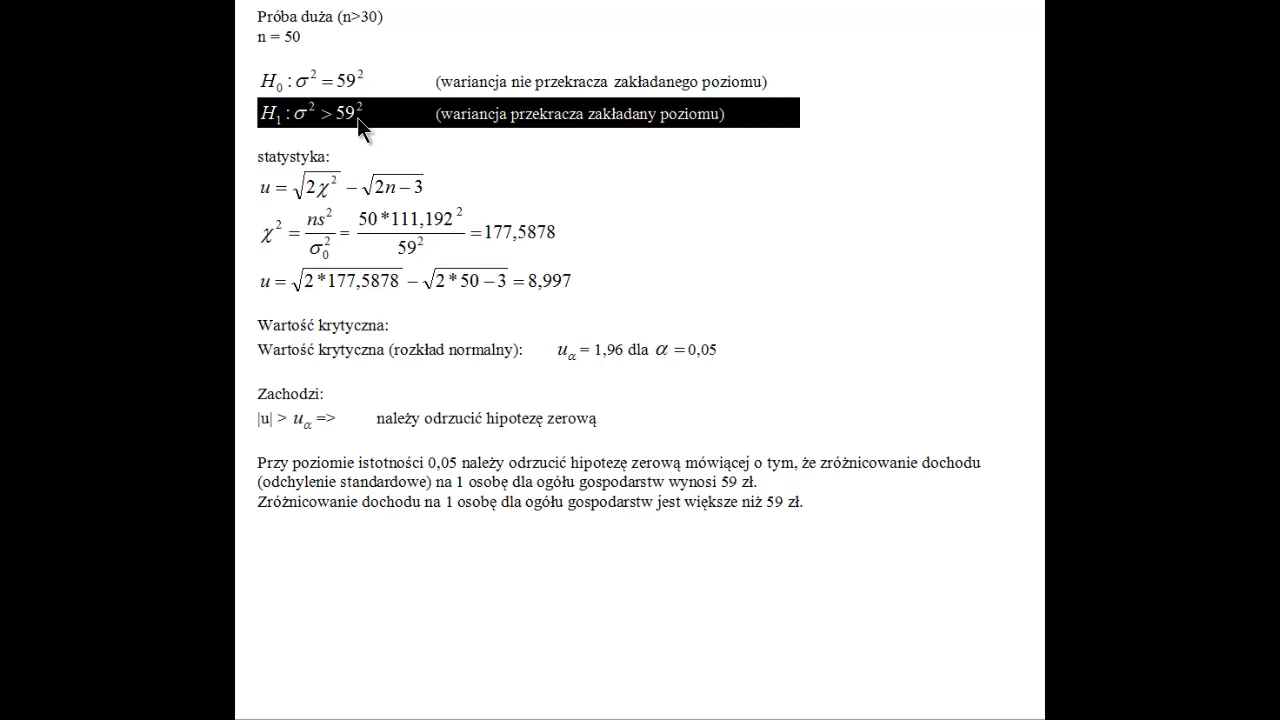 Próba duża (n>30)
n = 50
H₀ : σ² = 59² (wariancja nie przekracza zakładanego poziomu)
H₁ : σ² > 59² (wariancja przekracza zakładany poziomu)
statystyka:
u = √(2χ²) − √(2n − 3)
χ² = ns²/σ₀² = 50 * 111,192²/59² = 177,5878
u = √(2 * 177,5878) − √(2 * 50 − 3) = 8,997
Wartość krytyczna:
Wartość krytyczna (rozkład normalny): u_α = 1,96 dla α = 0,05
Zachodzi:
|u| > u_α => należy odrzucić hipotezę zerową
Przy poziomie istotności 0,05 należy odrzucić hipotezę zerową mówiącej o tym, że zróżnicowanie dochodu
(odchylenie standardowe) na 1 osobę dla ogółu gospodarstw wynosi 59 zł.
Zróżnicowanie dochodu na 1 osobę dla ogółu gospodarstw jest większe niż 59 zł.